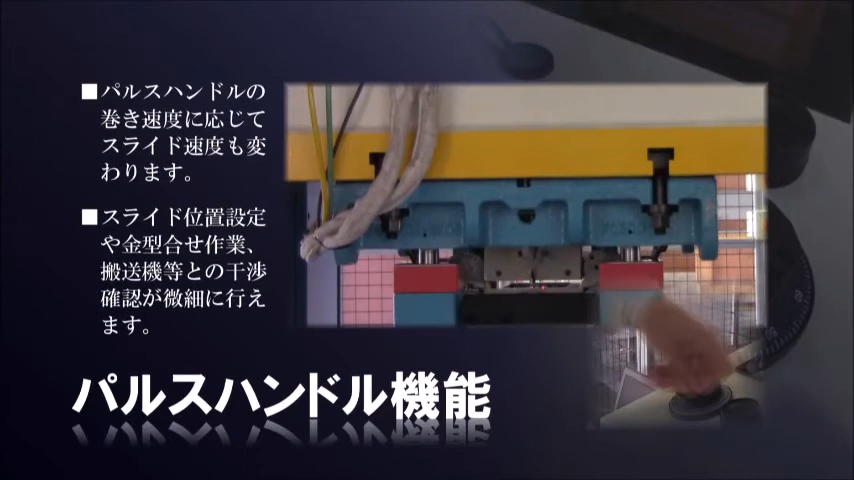 ■パルスハンドルの
巻き速度に応じて
スライド速度も変
わります。
■スライド位置設定
や金型合せ作業、
搬送機等との干渉
確認が微細に行え
ます。
パルスハンドル機能